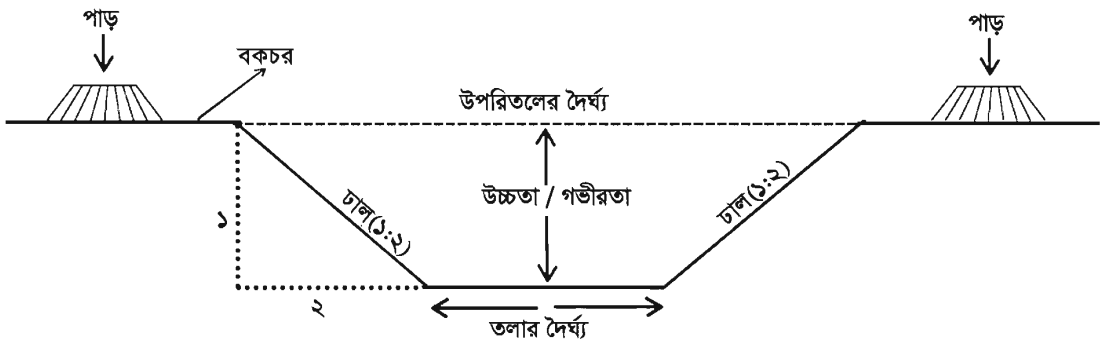 পাড়
পাড়
বকচর
উপরিতলের দৈর্ঘ্য
উচ্চতা / গভীরতা
ঢাল(১:২)
ঢাল(১:২)
১
২
তলার দৈর্ঘ্য